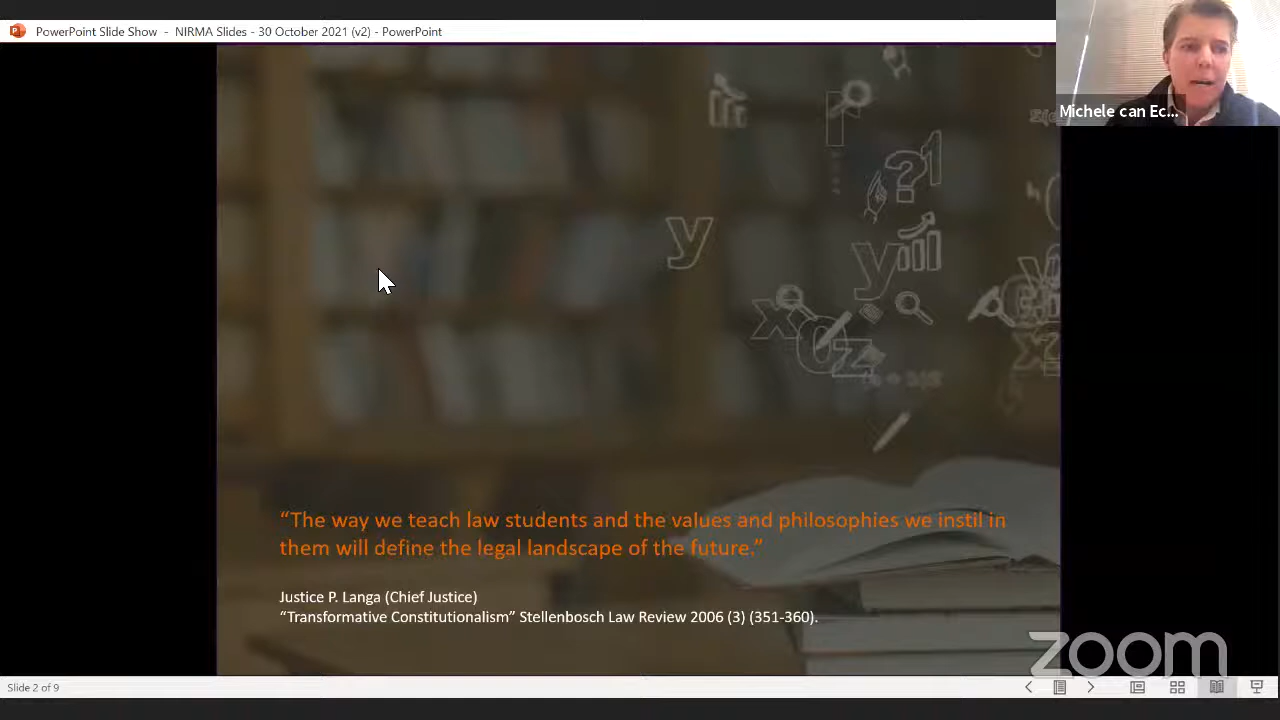 PowerPoint Slide Show - NIRMA Slides - 30 October 2021 (v2) - PowerPoint
Michele can Ec...
y
?
1
y
x
z
“The way we teach law students and the values and philosophies we instil in
them will define the legal landscape of the future.”
Justice P. Langa (Chief Justice)
“Transformative Constitutionalism” Stellenbosch Law Review 2006 (3) (351-360).
zoom
Slide 2 of 9